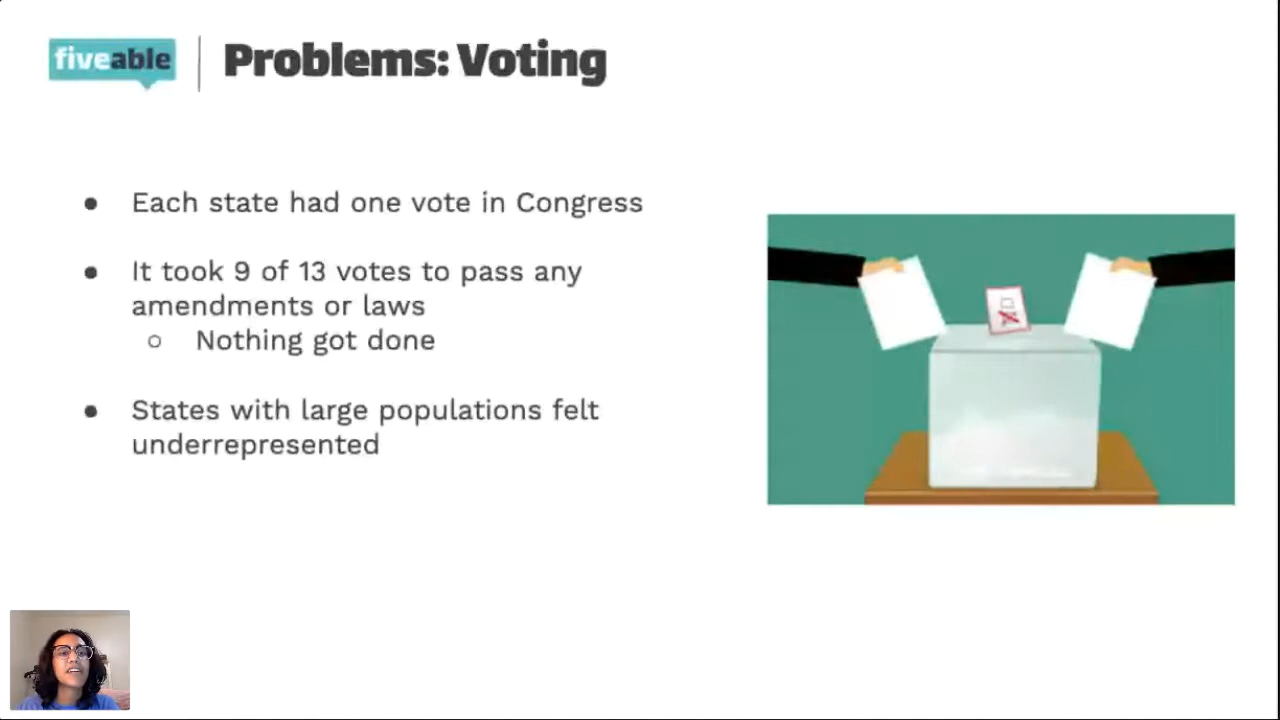 fiveable
Problems: Voting
● Each state had one vote in Congress
● It took 9 of 13 votes to pass any
amendments or laws
○ Nothing got done
● States with large populations felt
underrepresented